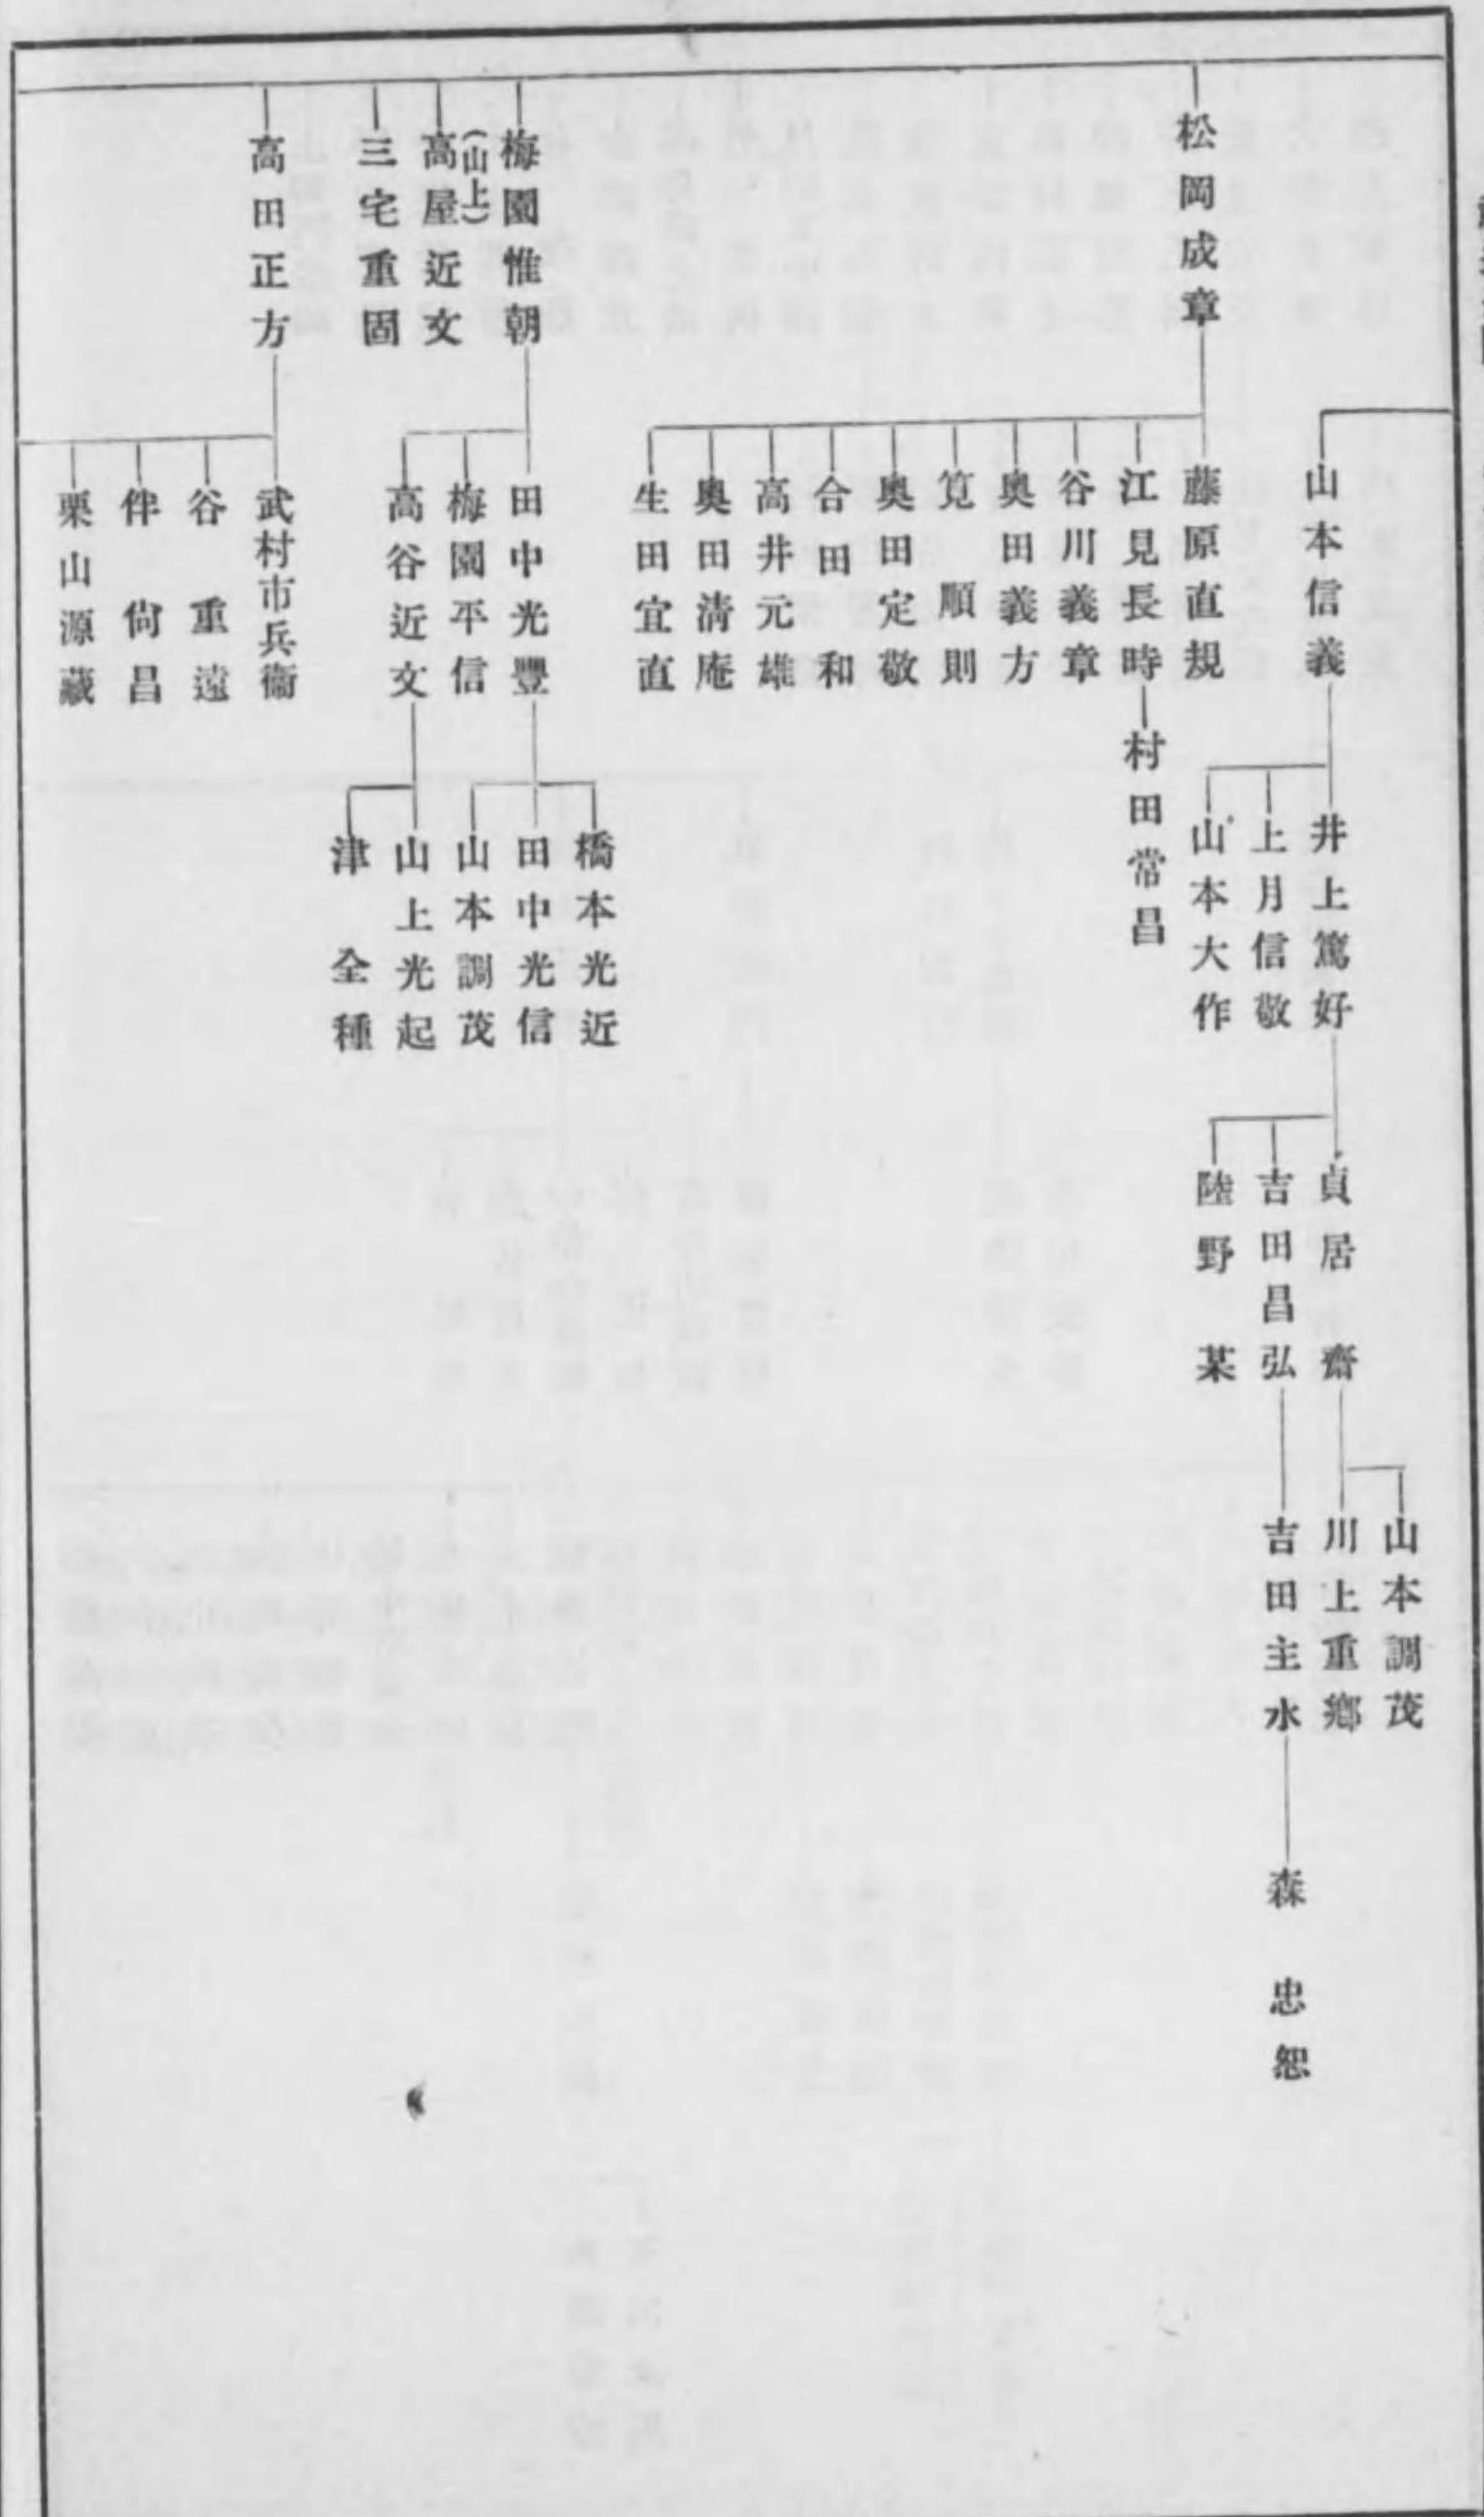 松岡成章
梅園惟朝
(山上)
高屋近文
三宅重固
高田正方
山本信義
藤原直規
江見長時
谷川義章
奥田義方
筧順則
奥田定敬
合田和
高井元雄
奥田清庵
生田宜直
田中光豐
梅園平信
高谷近文
武村市兵衞
谷重遠
伴尙昌
栗山源藏
村田常昌
井上篤好
上月信敬
山本大作
橋本光近
田中光信
山本調茂
山上光起
津全種
貞居齋
吉田昌弘
陸野某
山本調茂
川上重鄕
吉田主水
森忠恕